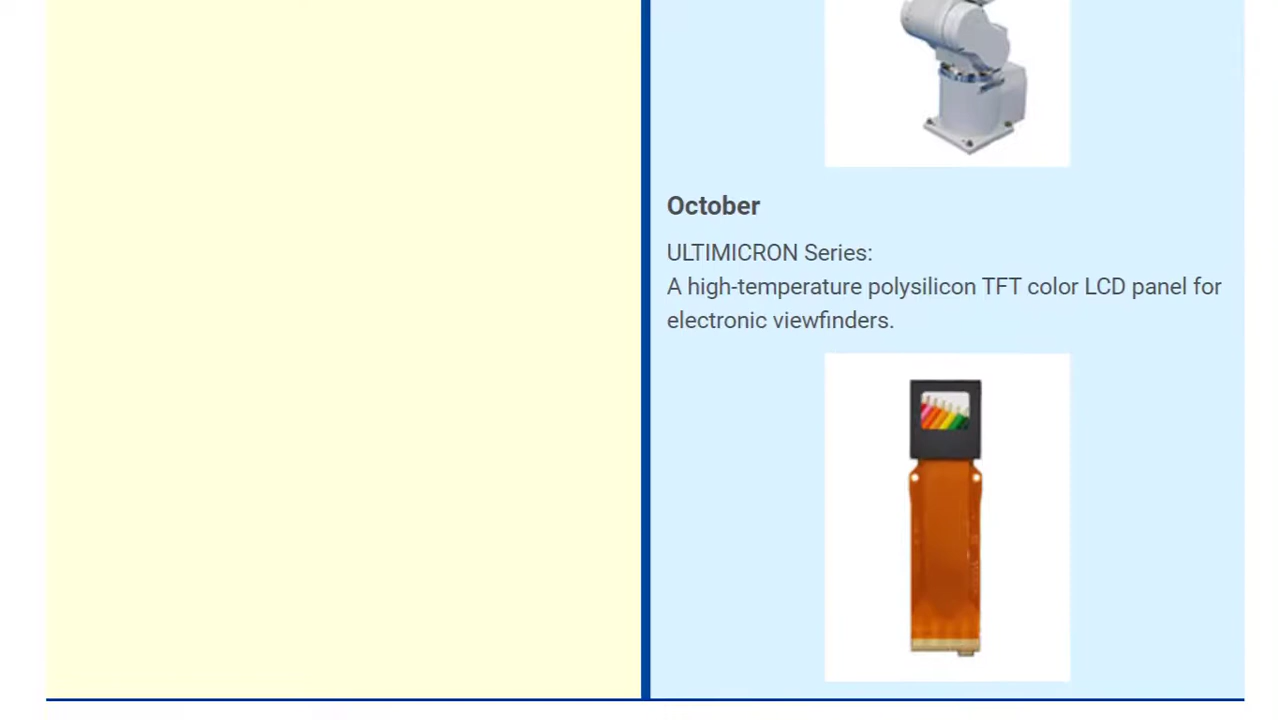 October
ULTIMICRON Series:
A high-temperature polysilicon TFT color LCD panel for
electronic viewfinders.